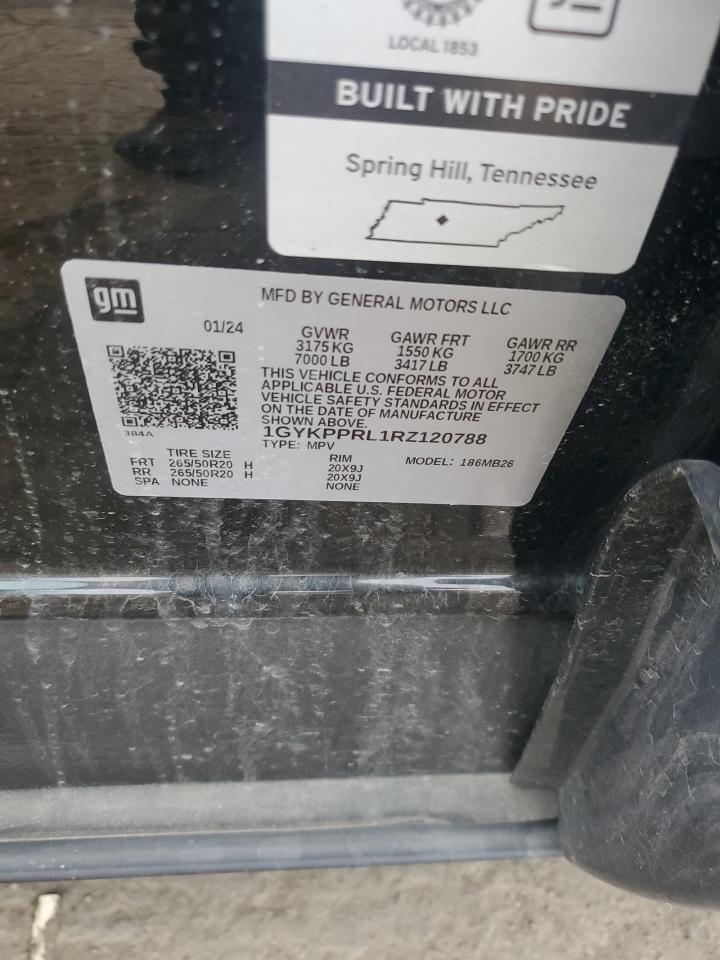 LOCAL 1853
BUILT WITH PRIDE
Spring Hill, Tennessee
gm
MFD BY GENERAL MOTORS LLC
01/24
GVWR GAWR FRT GAWR RR
3175 KG 1550 KG 1700 KG
7000 LB 3417 LB 3747 LB
THIS VEHICLE CONFORMS TO ALL
APPLICABLE U.S. FEDERAL MOTOR
VEHICLE SAFETY STANDARDS IN EFFECT
ON THE DATE OF MANUFACTURE
SHOWN ABOVE.
384A
1GYKPPRL1RZ120788
TYPE: MPV
TIRE SIZE RIM MODEL: 186MB26
FRT 265/50R20 H 20X9J
RR 265/50R20 H 20X9J
SPA NONE NONE